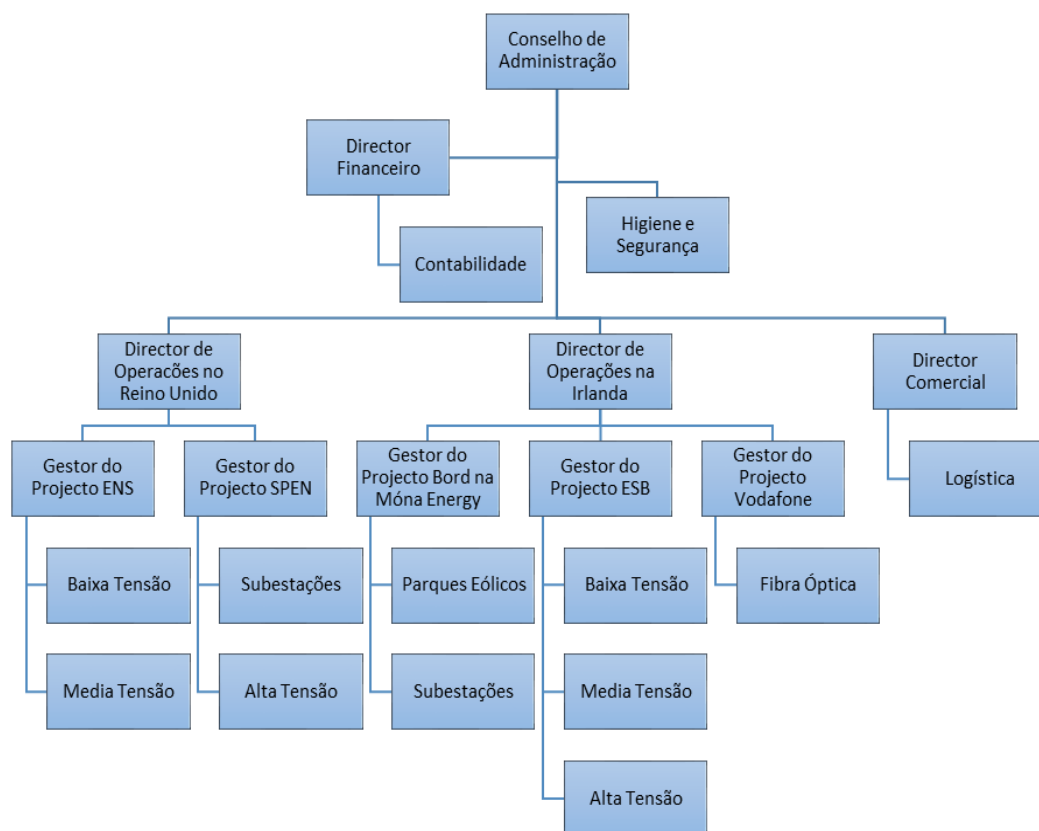 Conselho de
Administração
Director
Financeiro
Higiene e
Segurança
Contabilidade
Director de
Operacões no
Reino Unido
Director de
Operações na
Irlanda
Director
Comercial
Gestor do
Projecto ENS
Gestor do
Projecto SPEN
Gestor do
Projecto Bord na
Móna Energy
Gestor do
Projecto ESB
Gestor do
Projecto
Vodafone
Logística
Baixa Tensão
Subestações
Parques Eólicos
Baixa Tensão
Fibra Óptica
Media Tensão
Alta Tensão
Subestações
Media Tensão
Alta Tensão